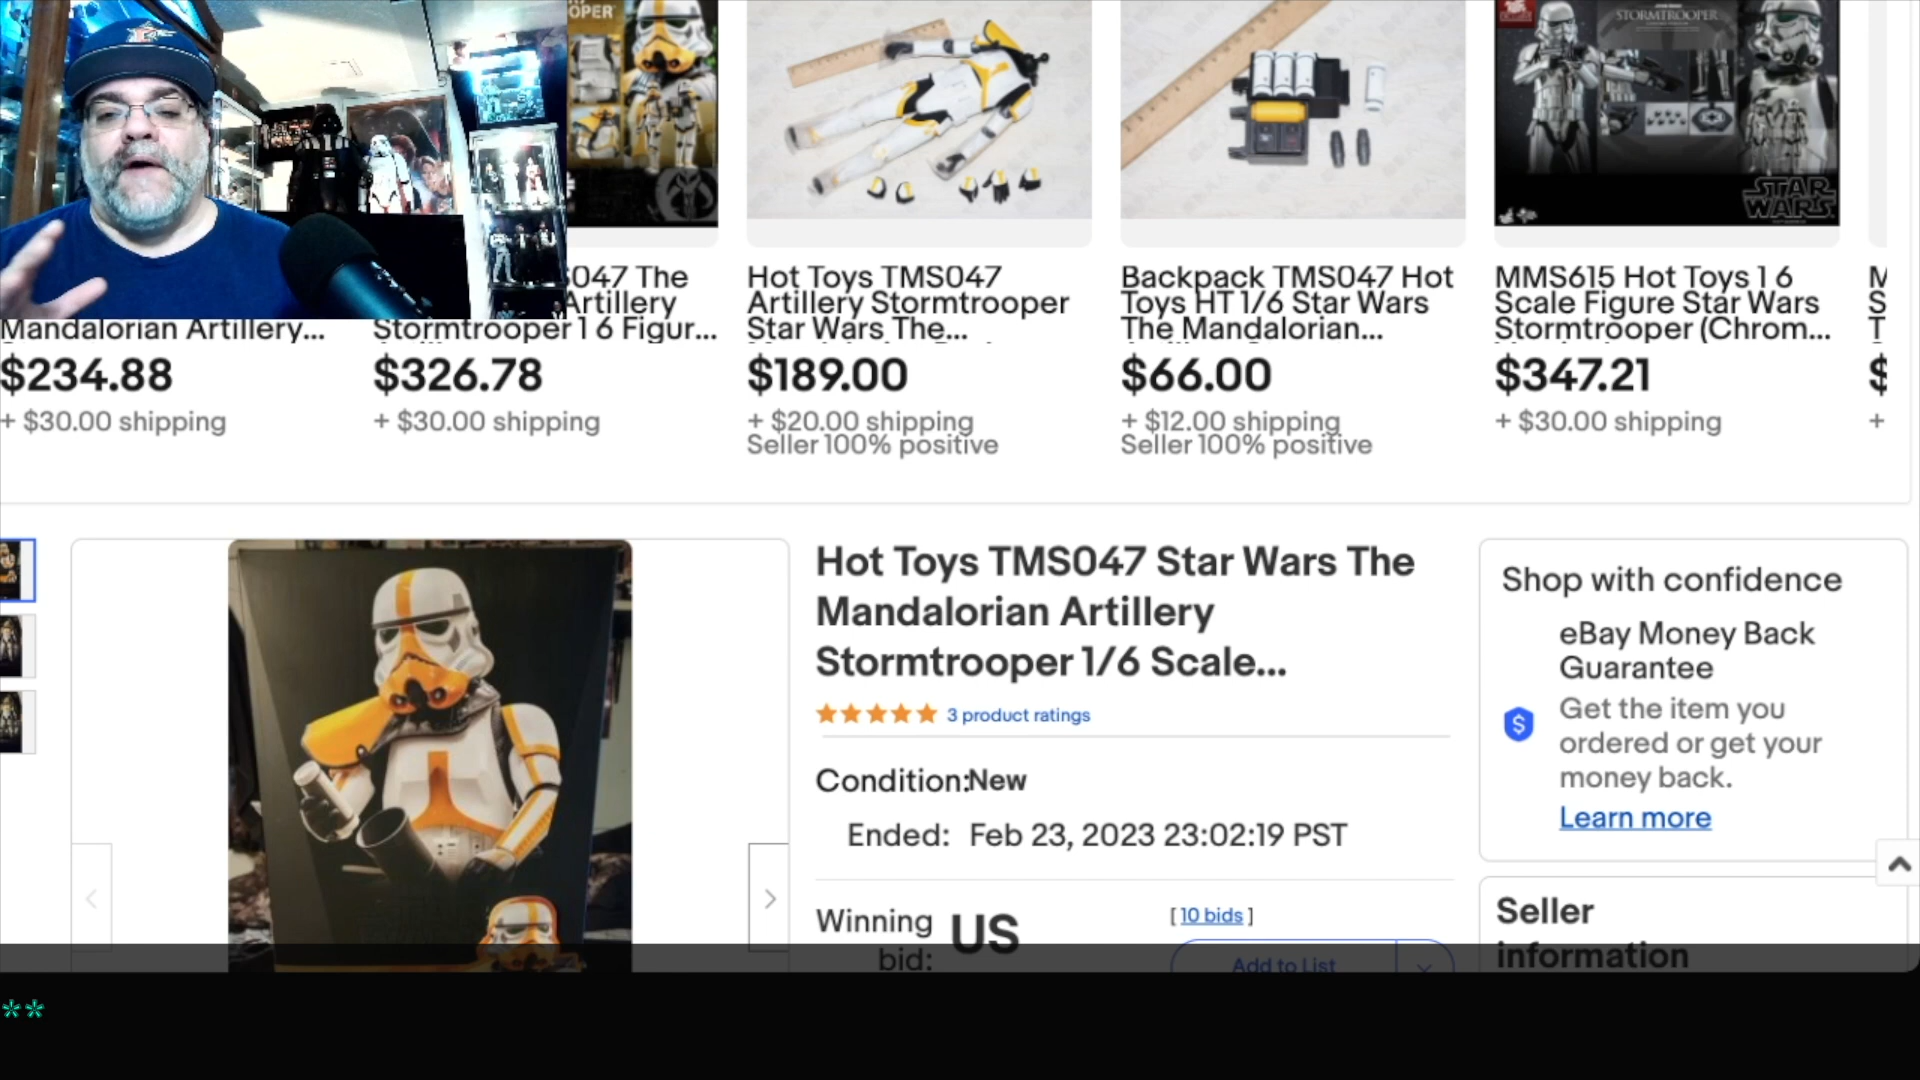 OPER
STORMTROOPER
STAR
WARS
Mandalorian Artillery...
$234.88
+ $30.00 shipping
S047 The
Artillery
Stormtrooper 1 6 Figur...
$326.78
+ $30.00 shipping
Hot Toys TMS047
Artillery Stormtrooper
Star Wars The...
$189.00
+ $20.00 shipping
Seller 100% positive
Backpack TMS047 Hot
Toys HT 1/6 Star Wars
The Mandalorian...
$66.00
+ $12.00 shipping
Seller 100% positive
MMS615 Hot Toys 1 6
Scale Figure Star Wars
Stormtrooper (Chrom...
$347.21
+ $30.00 shipping
M
S
T
$
+
Hot Toys TMS047 Star Wars The
Mandalorian Artillery
Stormtrooper 1/6 Scale...
3 product ratings
Condition:New
Ended: Feb 23, 2023 23:02:19 PST
Winning
bid:
US
[ 10 bids ]
Add to List
Shop with confidence
eBay Money Back
Guarantee
Get the item you
ordered or get your
money back.
Learn more
Seller
information
**